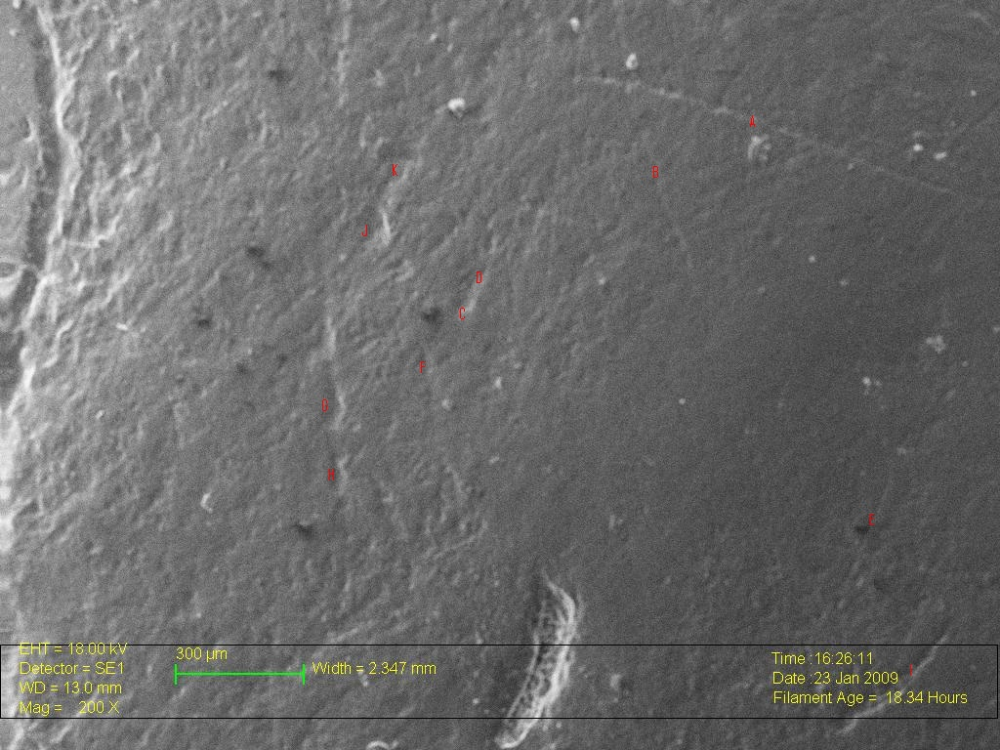 A
K
B
J
D
C
F
G
H
E
I
EHT = 18.00 kV
Detector = SE1
WD = 13.0 mm
Mag = 200 X
300 µm
Width = 2.347 mm
Time :16:26:11
Date :23 Jan 2009
Filament Age = 18.34 Hours